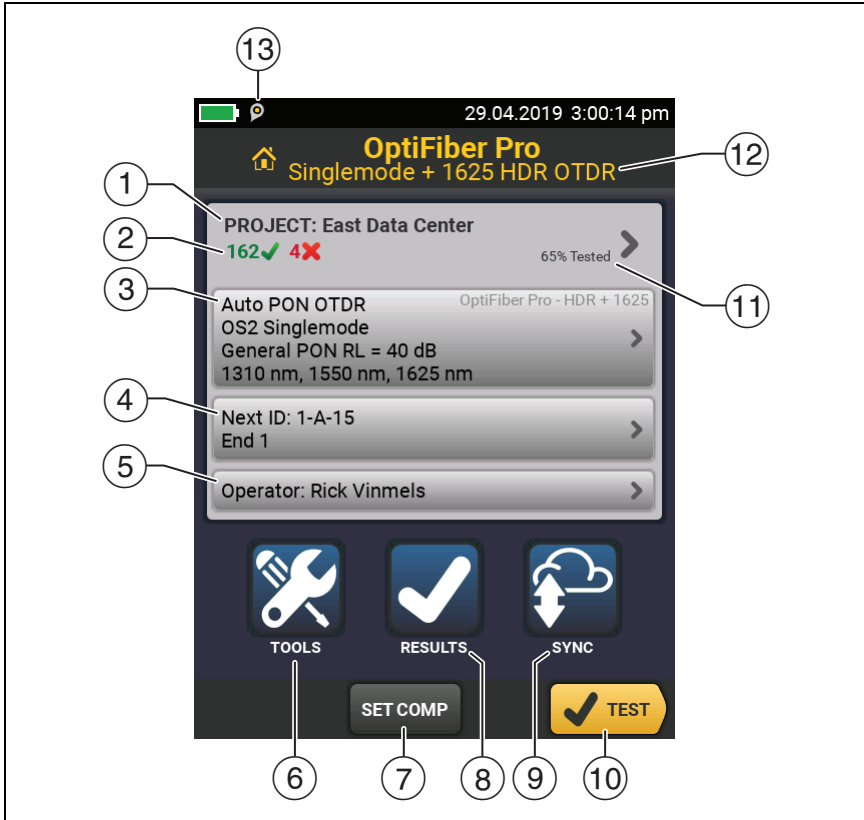 13
29.04.2019 3:00:14 pm
OptiFiber Pro
Singlemode + 1625 HDR OTDR
12
1
PROJECT: East Data Center
2
162 4
65% Tested
11
3
Auto PON OTDR
OptiFiber Pro - HDR + 1625
OS2 Singlemode
General PON RL = 40 dB
1310 nm, 1550 nm, 1625 nm
4
Next ID: 1-A-15
End 1
5
Operator: Rick Vinmels
TOOLS
RESULTS
SYNC
SET COMP
TEST
6
7
8
9
10